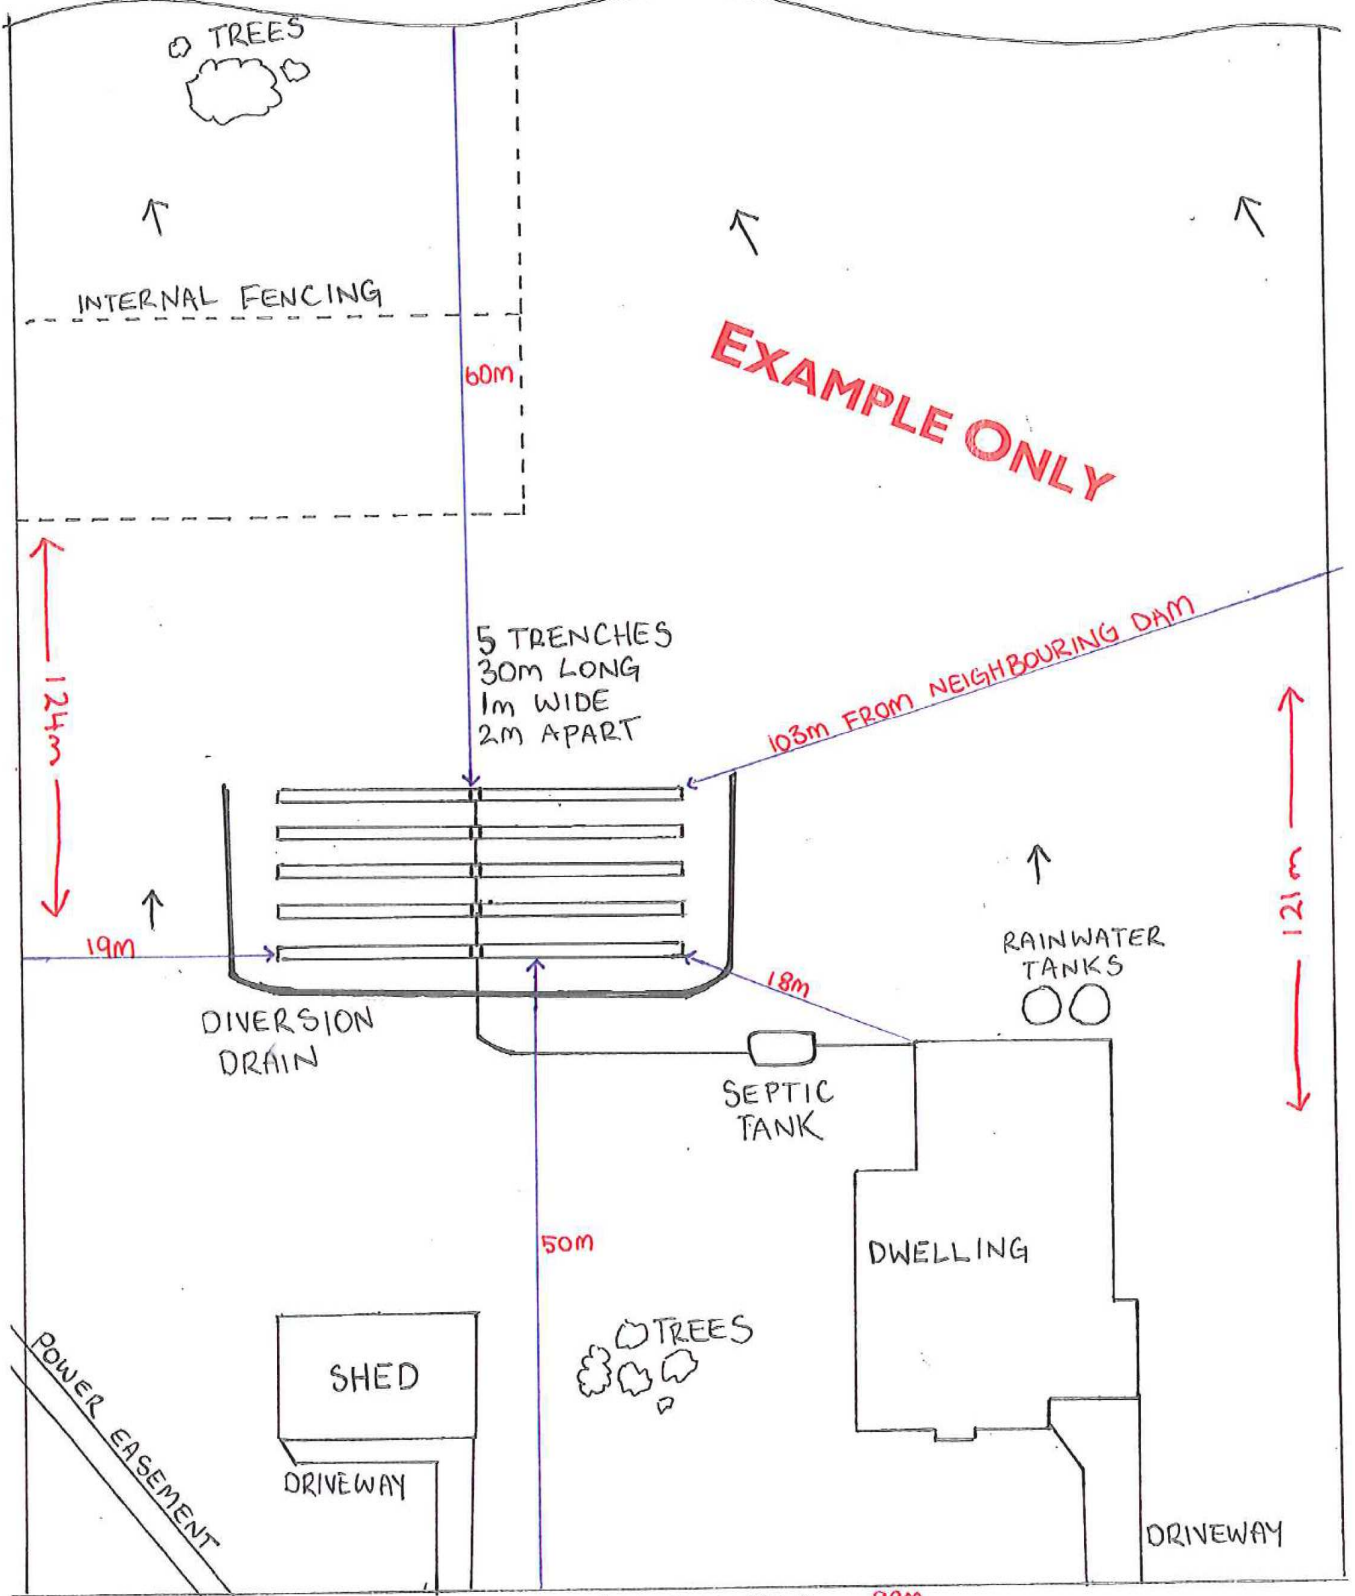 TREES
INTERNAL FENCING
60m
EXAMPLE ONLY
5 TRENCHES
30m LONG
1m WIDE
2m APART
103m FROM NEIGHBOURING DAM
124m
121m
19m
18m
RAINWATER
TANKS
DIVERSION
DRAIN
SEPTIC
TANK
50m
DWELLING
TREES
SHED
POWER EASEMENT
DRIVEWAY
DRIVEWAY